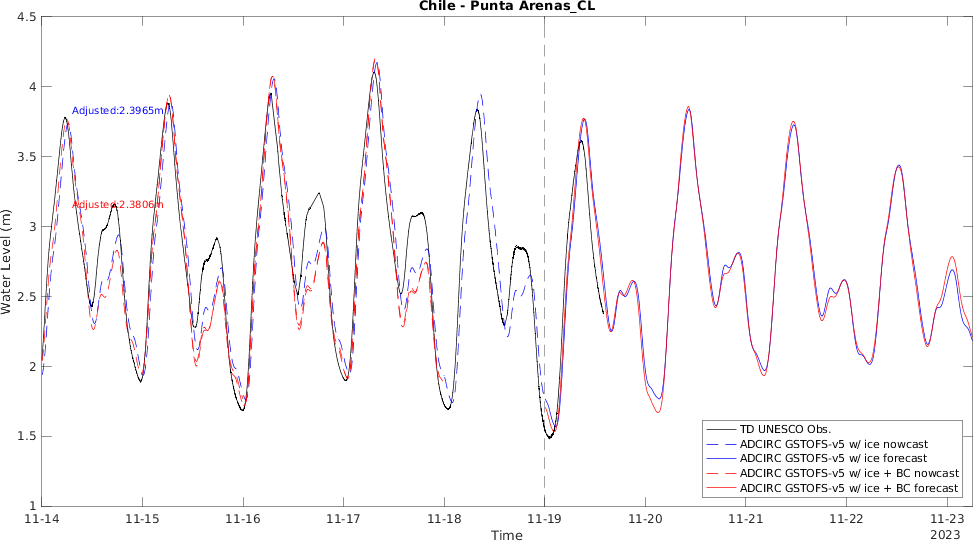 Chile - Punta Arenas_CL
4.5
4
3.5
3
2.5
2
1.5
1
Water Level (m)
Adjusted:2.3965m
Adjusted:2.3806m
TD UNESCO Obs.
ADCIRC GSTOFS-v5 w/ ice nowcast
ADCIRC GSTOFS-v5 w/ ice forecast
ADCIRC GSTOFS-v5 w/ ice + BC nowcast
ADCIRC GSTOFS-v5 w/ ice + BC forecast
11-14 11-15 11-16 11-17 11-18 11-19 11-20 11-21 11-22 11-23
2023
Time